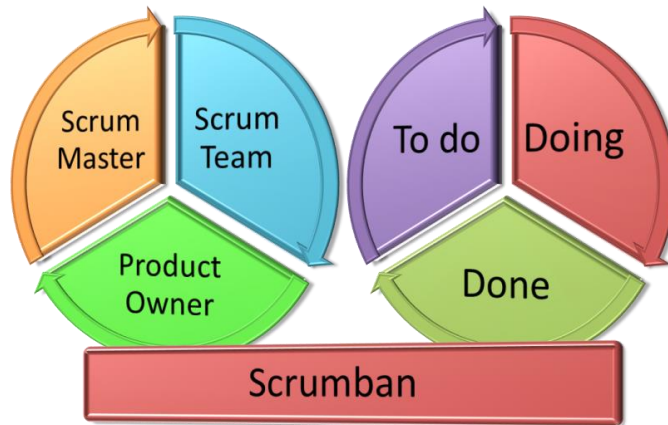 Scrum
Master
Scrum
Team
Product
Owner
To do
Doing
Done
Scrumban